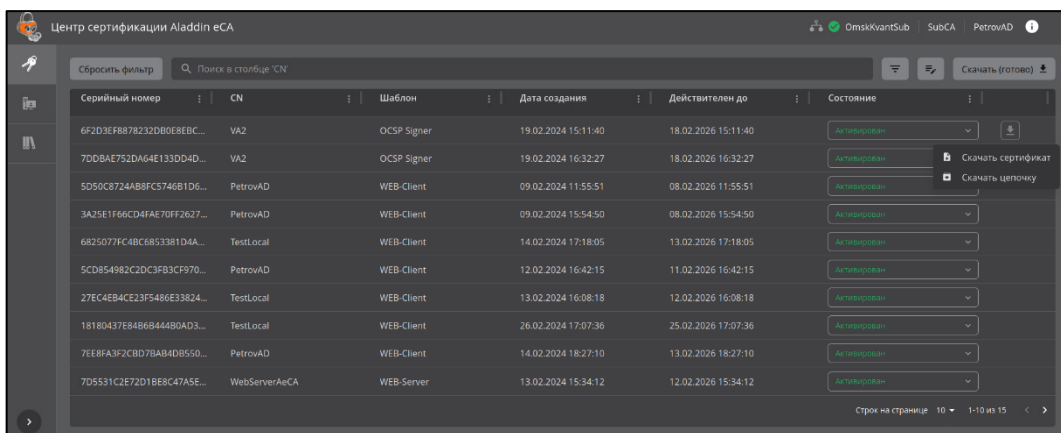 Центр сертификации Aladdin eCA OmskKvantSub SubCA PetrovAD
Сбросить фильтр Поиск в столбце 'CN' Скачать (готово)
Серийный номер CN Шаблон Дата создания Действителен до Состояние
6F2D3EF8878232DB0E8EBC... VA2 OCSP Signer 19.02.2024 15:11:40 18.02.2026 15:11:40 Активирован
7DDBAE752DA64E133DD4D... VA2 OCSP Signer 19.02.2024 16:32:27 18.02.2026 16:32:27 Активирован
Скачать сертификат
Скачать цепочку
5D50C8724AB8FC5746B1D6... PetrovAD WEB-Client 09.02.2024 11:55:51 08.02.2026 11:55:51 Активирован
3A25E1F66CD4FAE70FF2627... PetrovAD WEB-Client 09.02.2024 15:54:50 08.02.2026 15:54:50 Активирован
6825077FC4BC6853381D4A... TestLocal WEB-Client 14.02.2024 17:18:05 13.02.2026 17:18:05 Активирован
5CD854982C2DC3FB3CF970... PetrovAD WEB-Client 12.02.2024 16:42:15 11.02.2026 16:42:15 Активирован
27EC4EB4CE23F5486E33824... TestLocal WEB-Client 13.02.2024 16:08:18 12.02.2026 16:08:18 Активирован
18180437E84B6B444B0AD3... TestLocal WEB-Client 26.02.2024 17:07:36 25.02.2026 17:07:36 Активирован
7EE8FA3F2CBD7BAB4DB550... PetrovAD WEB-Client 14.02.2024 18:27:10 13.02.2026 18:27:10 Активирован
7D5531C2E72D1BE8C47A5E... WebServerAeCA WEB-Server 13.02.2024 15:34:12 12.02.2026 15:34:12 Активирован
Строк на странице 10 1-10 из 15